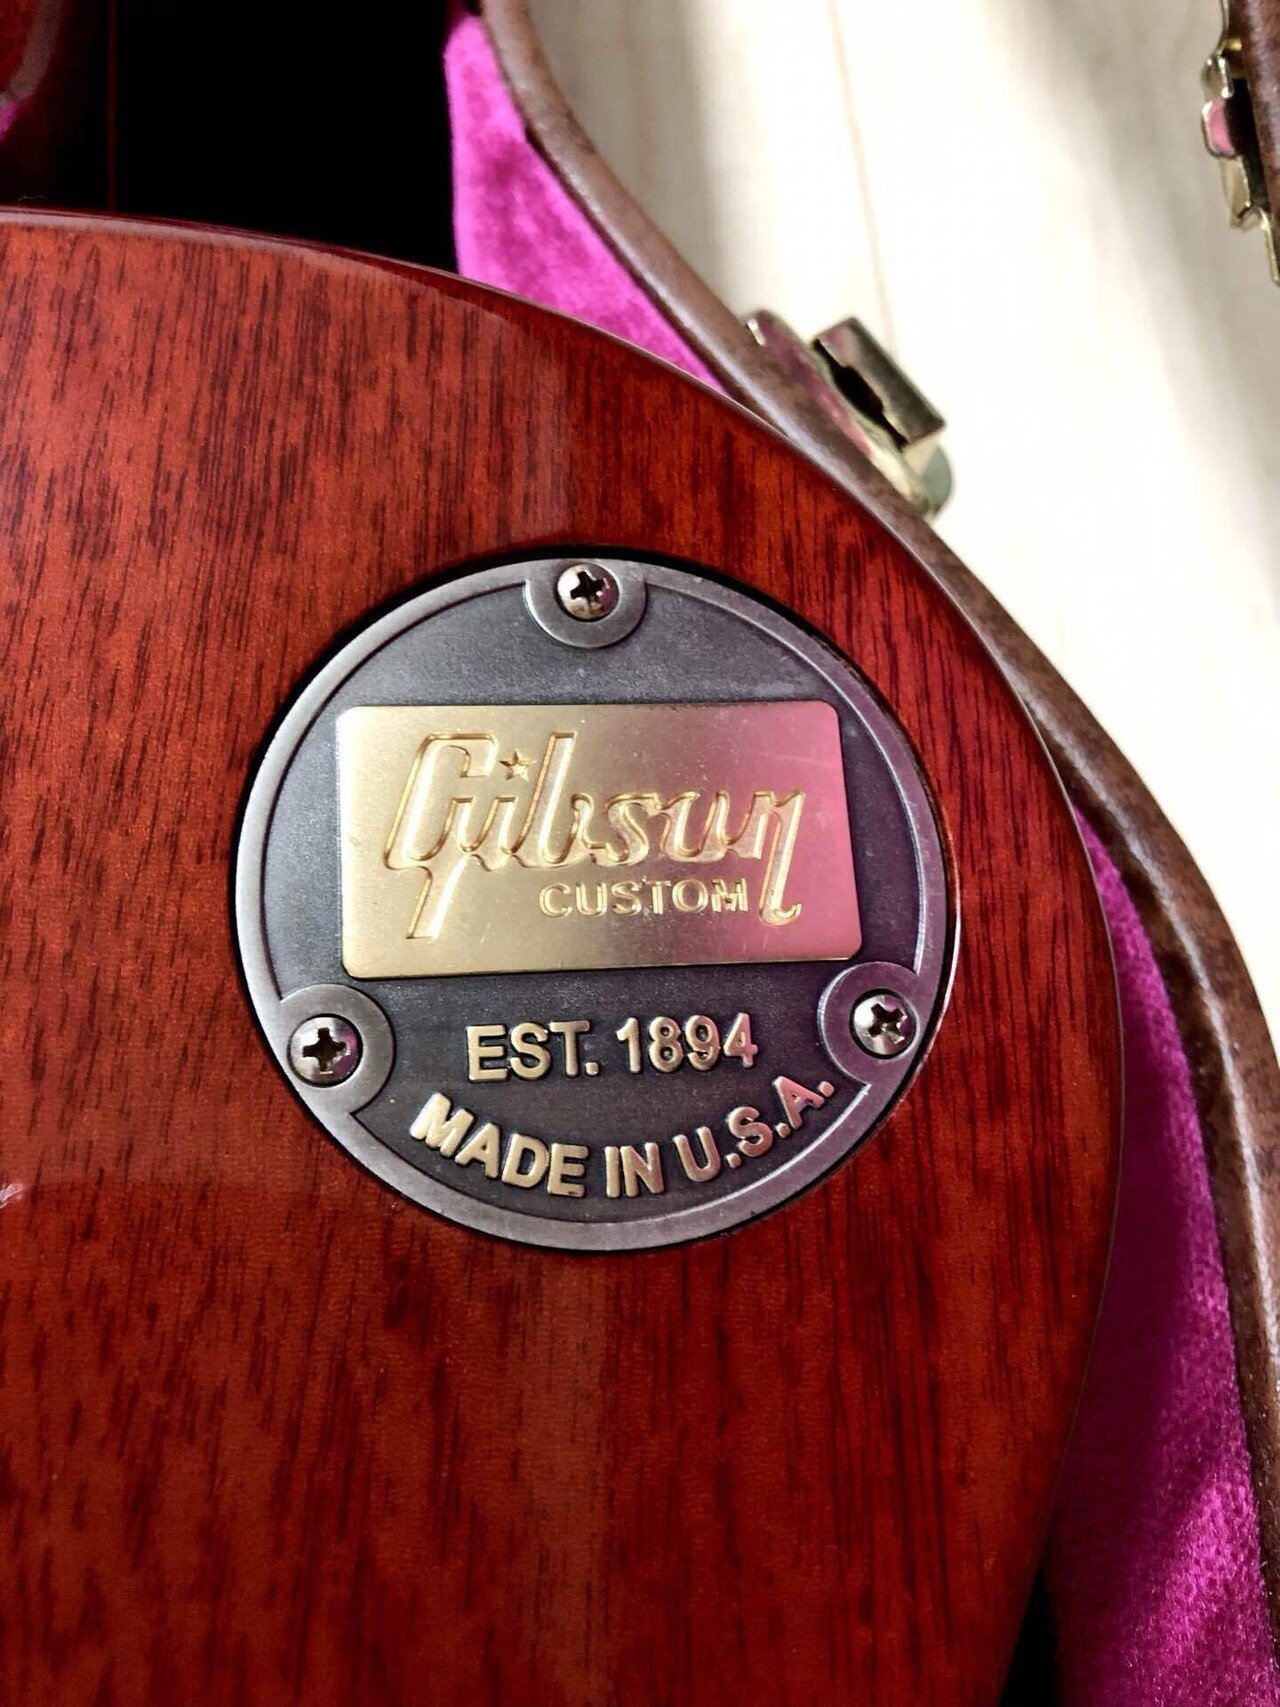 Gibson
CUSTOM
EST. 1894
MADE IN U.S.A.